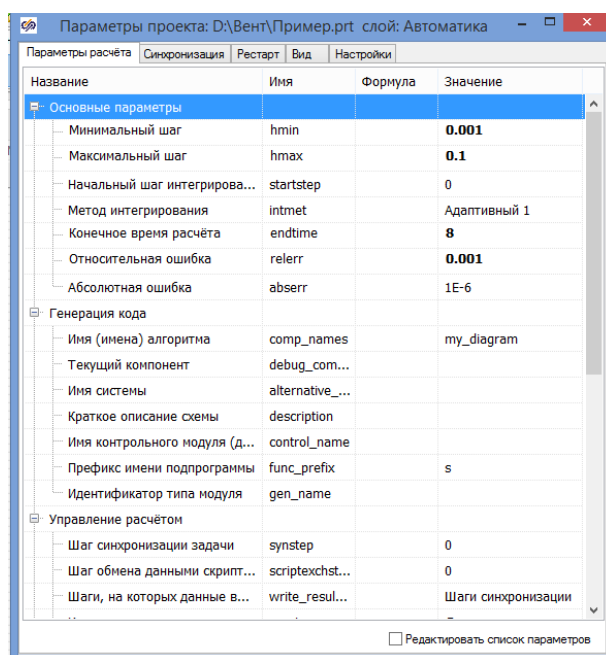 Параметры проекта: D:\Вент\Пример.prt слой: Автоматика
Параметры расчёта Синхронизация Рестарт Вид Настройки
Название Имя Формула Значение
Основные параметры
Минимальный шаг hmin 0.001
Максимальный шаг hmax 0.1
Начальный шаг интегрирова... startstep 0
Метод интегрирования intmet Адаптивный 1
Конечное время расчёта endtime 8
Относительная ошибка relerr 0.001
Абсолютная ошибка abserr 1E-6
Генерация кода
Имя (имена) алгоритма comp_names my_diagram
Текущий компонент debug_com...
Имя системы alternative_...
Краткое описание схемы description
Имя контрольного модуля (д... control_name
Префикс имени подпрограммы func_prefix s
Идентификатор типа модуля gen_name
Управление расчётом
Шаг синхронизации задачи synstep 0
Шаг обмена данными скрипт... scriptexchst... 0
Шаги, на которых данные в... write_resul... Шаги синхронизации
Редактировать список параметров